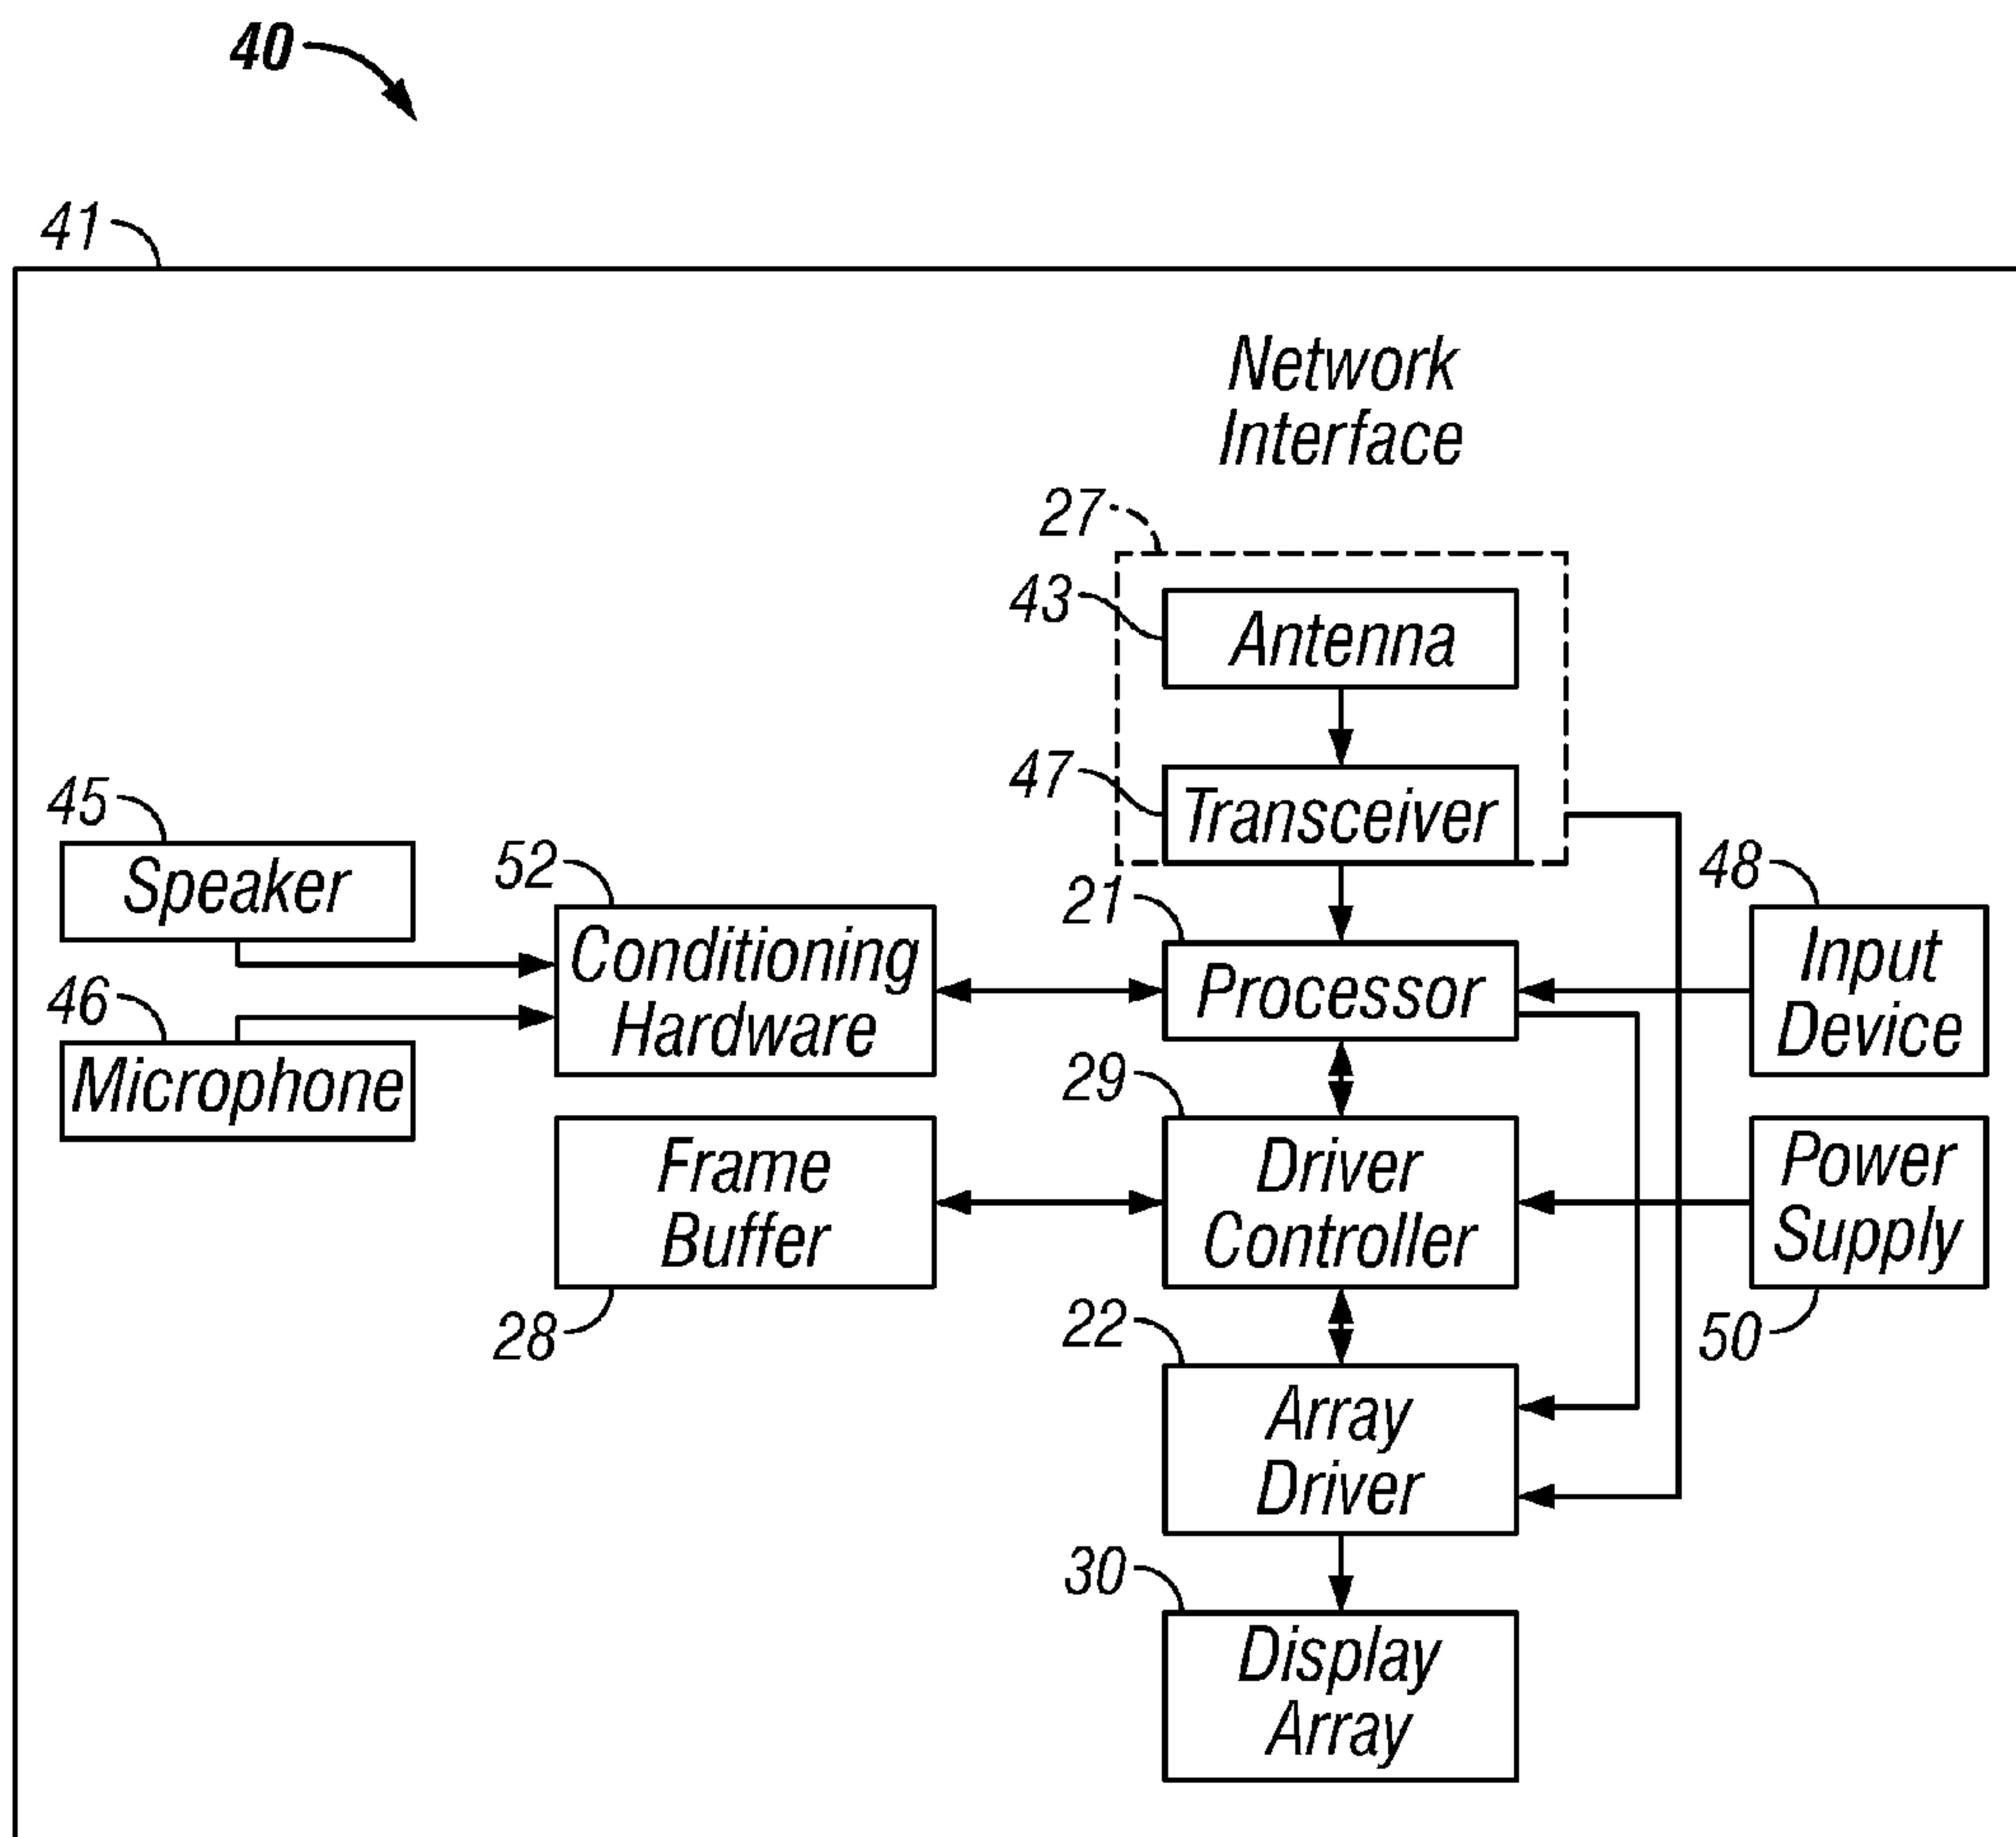 40
41
Network
Interface
27
43
Antenna
47
Transceiver
45
Speaker
52
Conditioning
Hardware
21
Processor
48
Input
Device
46
Microphone
29
Driver
Controller
Frame
Buffer
28
Power
Supply
50
22
Array
Driver
30
Display
Array